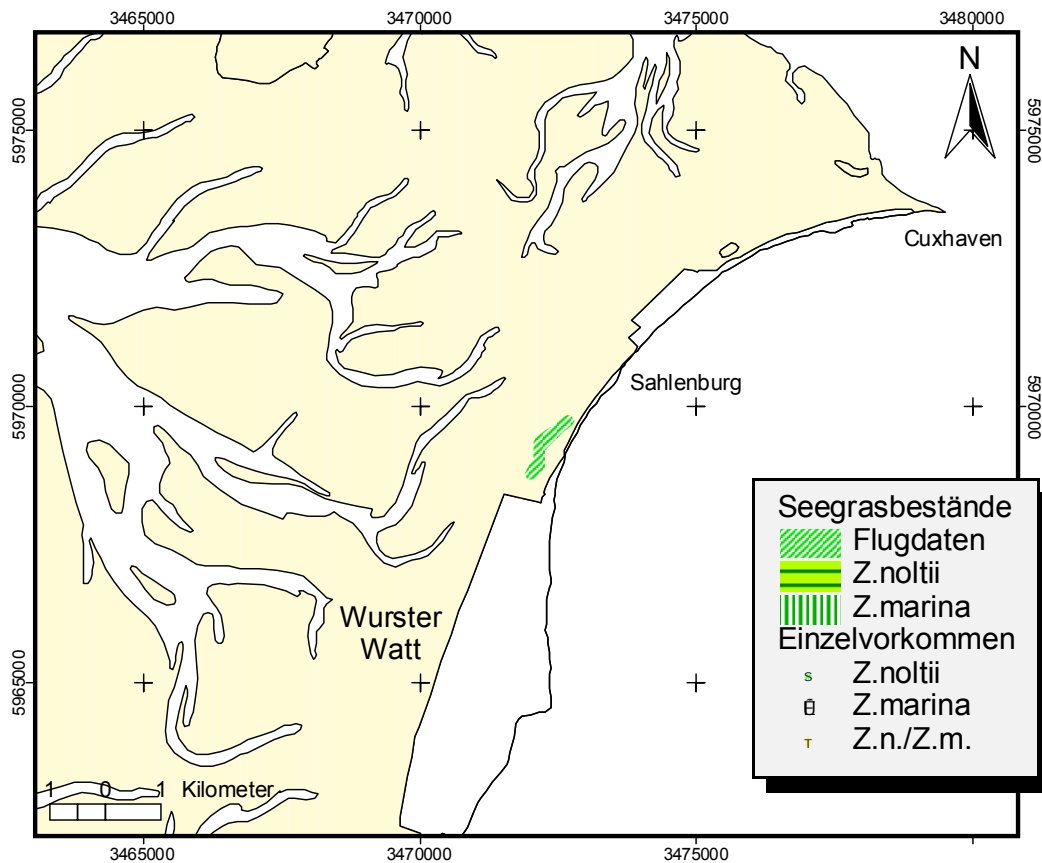 3465000 3470000 3475000 3480000
N
5975000 5975000
Cuxhaven
Sahlenburg
5970000 5970000
Seegrasbestände
Flugdaten
Z.noltii
Z.marina
Einzelvorkommen
s Z.noltii
Z.marina
T Z.n./Z.m.
Wurster
Watt
5965000
1 0 1 Kilometer
3465000 3470000 3475000